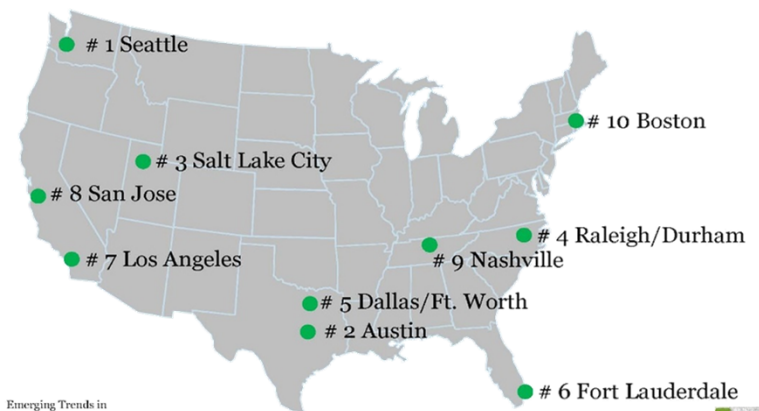 # 1 Seattle
# 10 Boston
# 3 Salt Lake City
# 8 San Jose
# 4 Raleigh/Durham
# 7 Los Angeles
# 9 Nashville
# 5 Dallas/Ft. Worth
# 2 Austin
# 6 Fort Lauderdale
Emerging Trends in